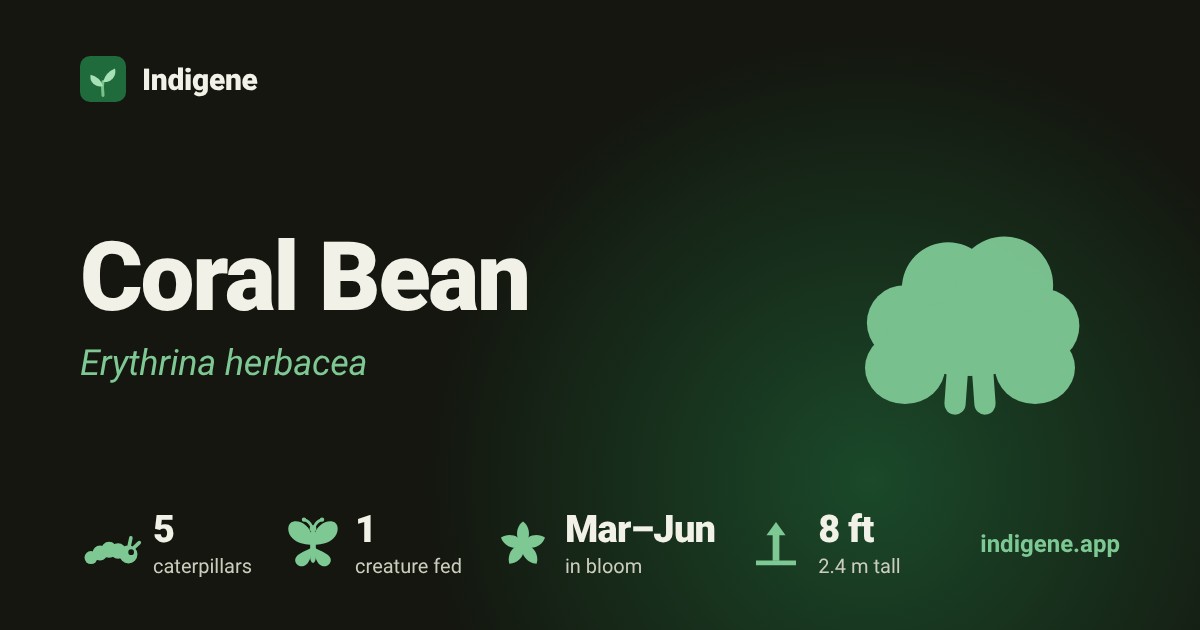 Indigene
Coral Bean
Erythrina herbacea
5
caterpillars
1
creature fed
Mar–Jun
in bloom
8 ft
2.4 m tall
indigene.app